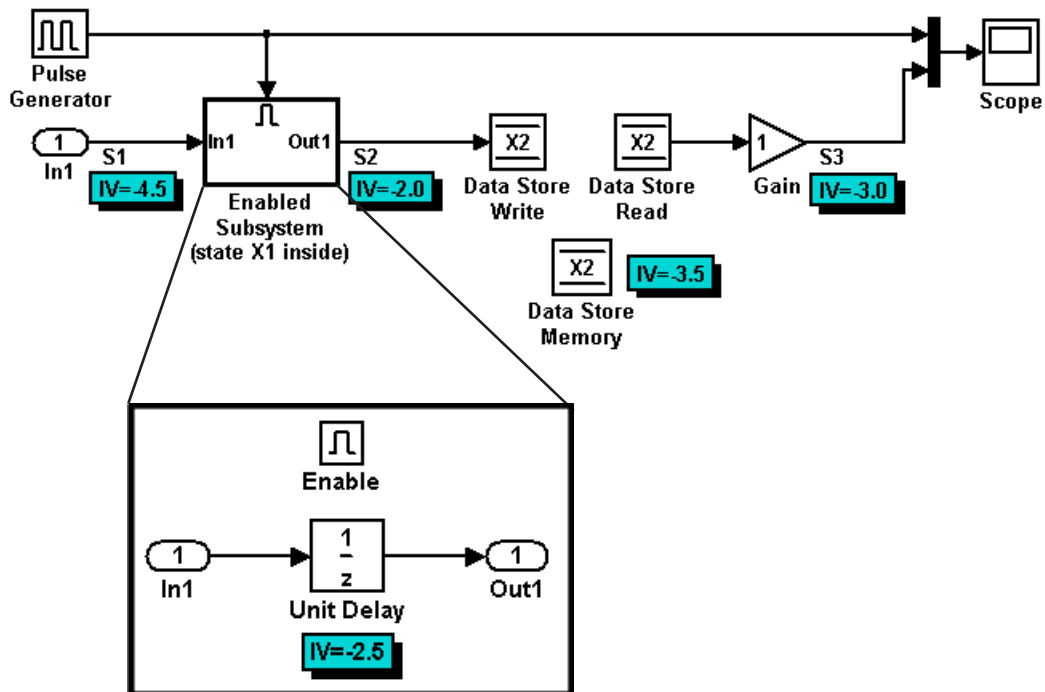 Pulse
Generator
Scope
1
In1
S1
IV=-4.5
In1
Out1
Enabled
Subsystem
(state X1 inside)
S2
IV=-2.0
X2
Data Store
Write
X2
Data Store
Read
1
Gain
S3
IV=-3.0
X2
Data Store
Memory
IV=-3.5
Enable
1
In1
1
z
Unit Delay
IV=-2.5
1
Out1